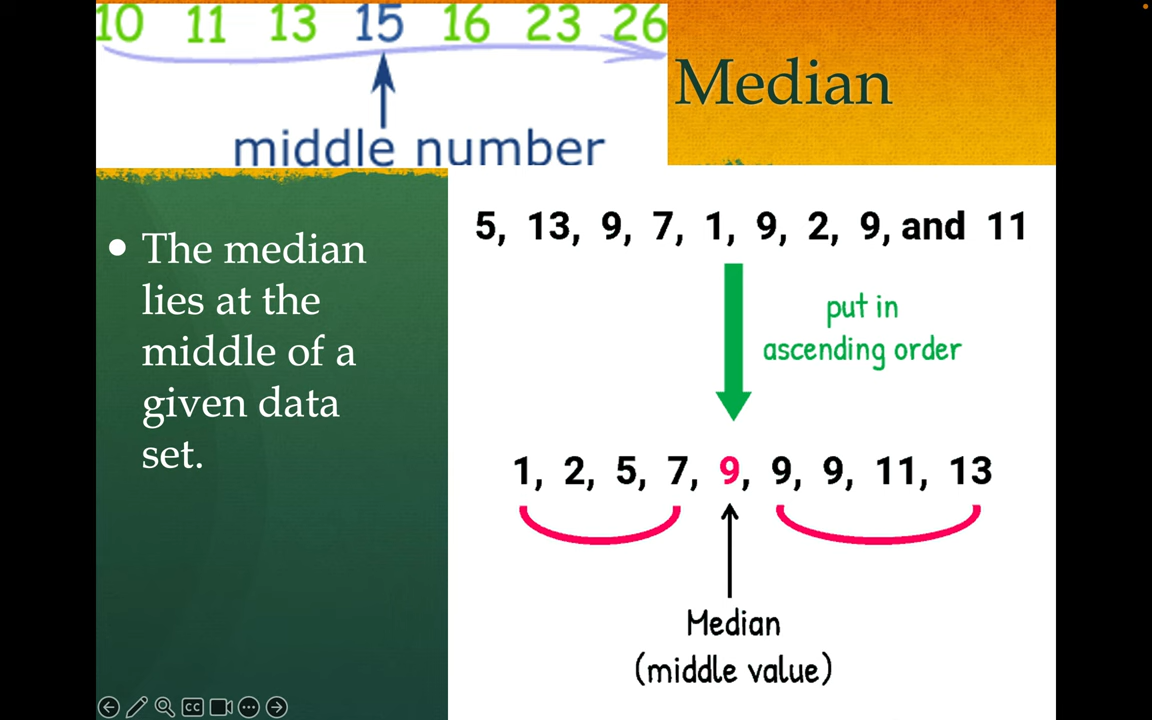 10 11 13 15 16 23 26
middle number
Median
• The median
lies at the
middle of a
given data
set.
5, 13, 9, 7, 1, 9, 2, 9, and 11
put in
ascending order
1, 2, 5, 7, 9, 9, 9, 11, 13
Median
(middle value)
CC